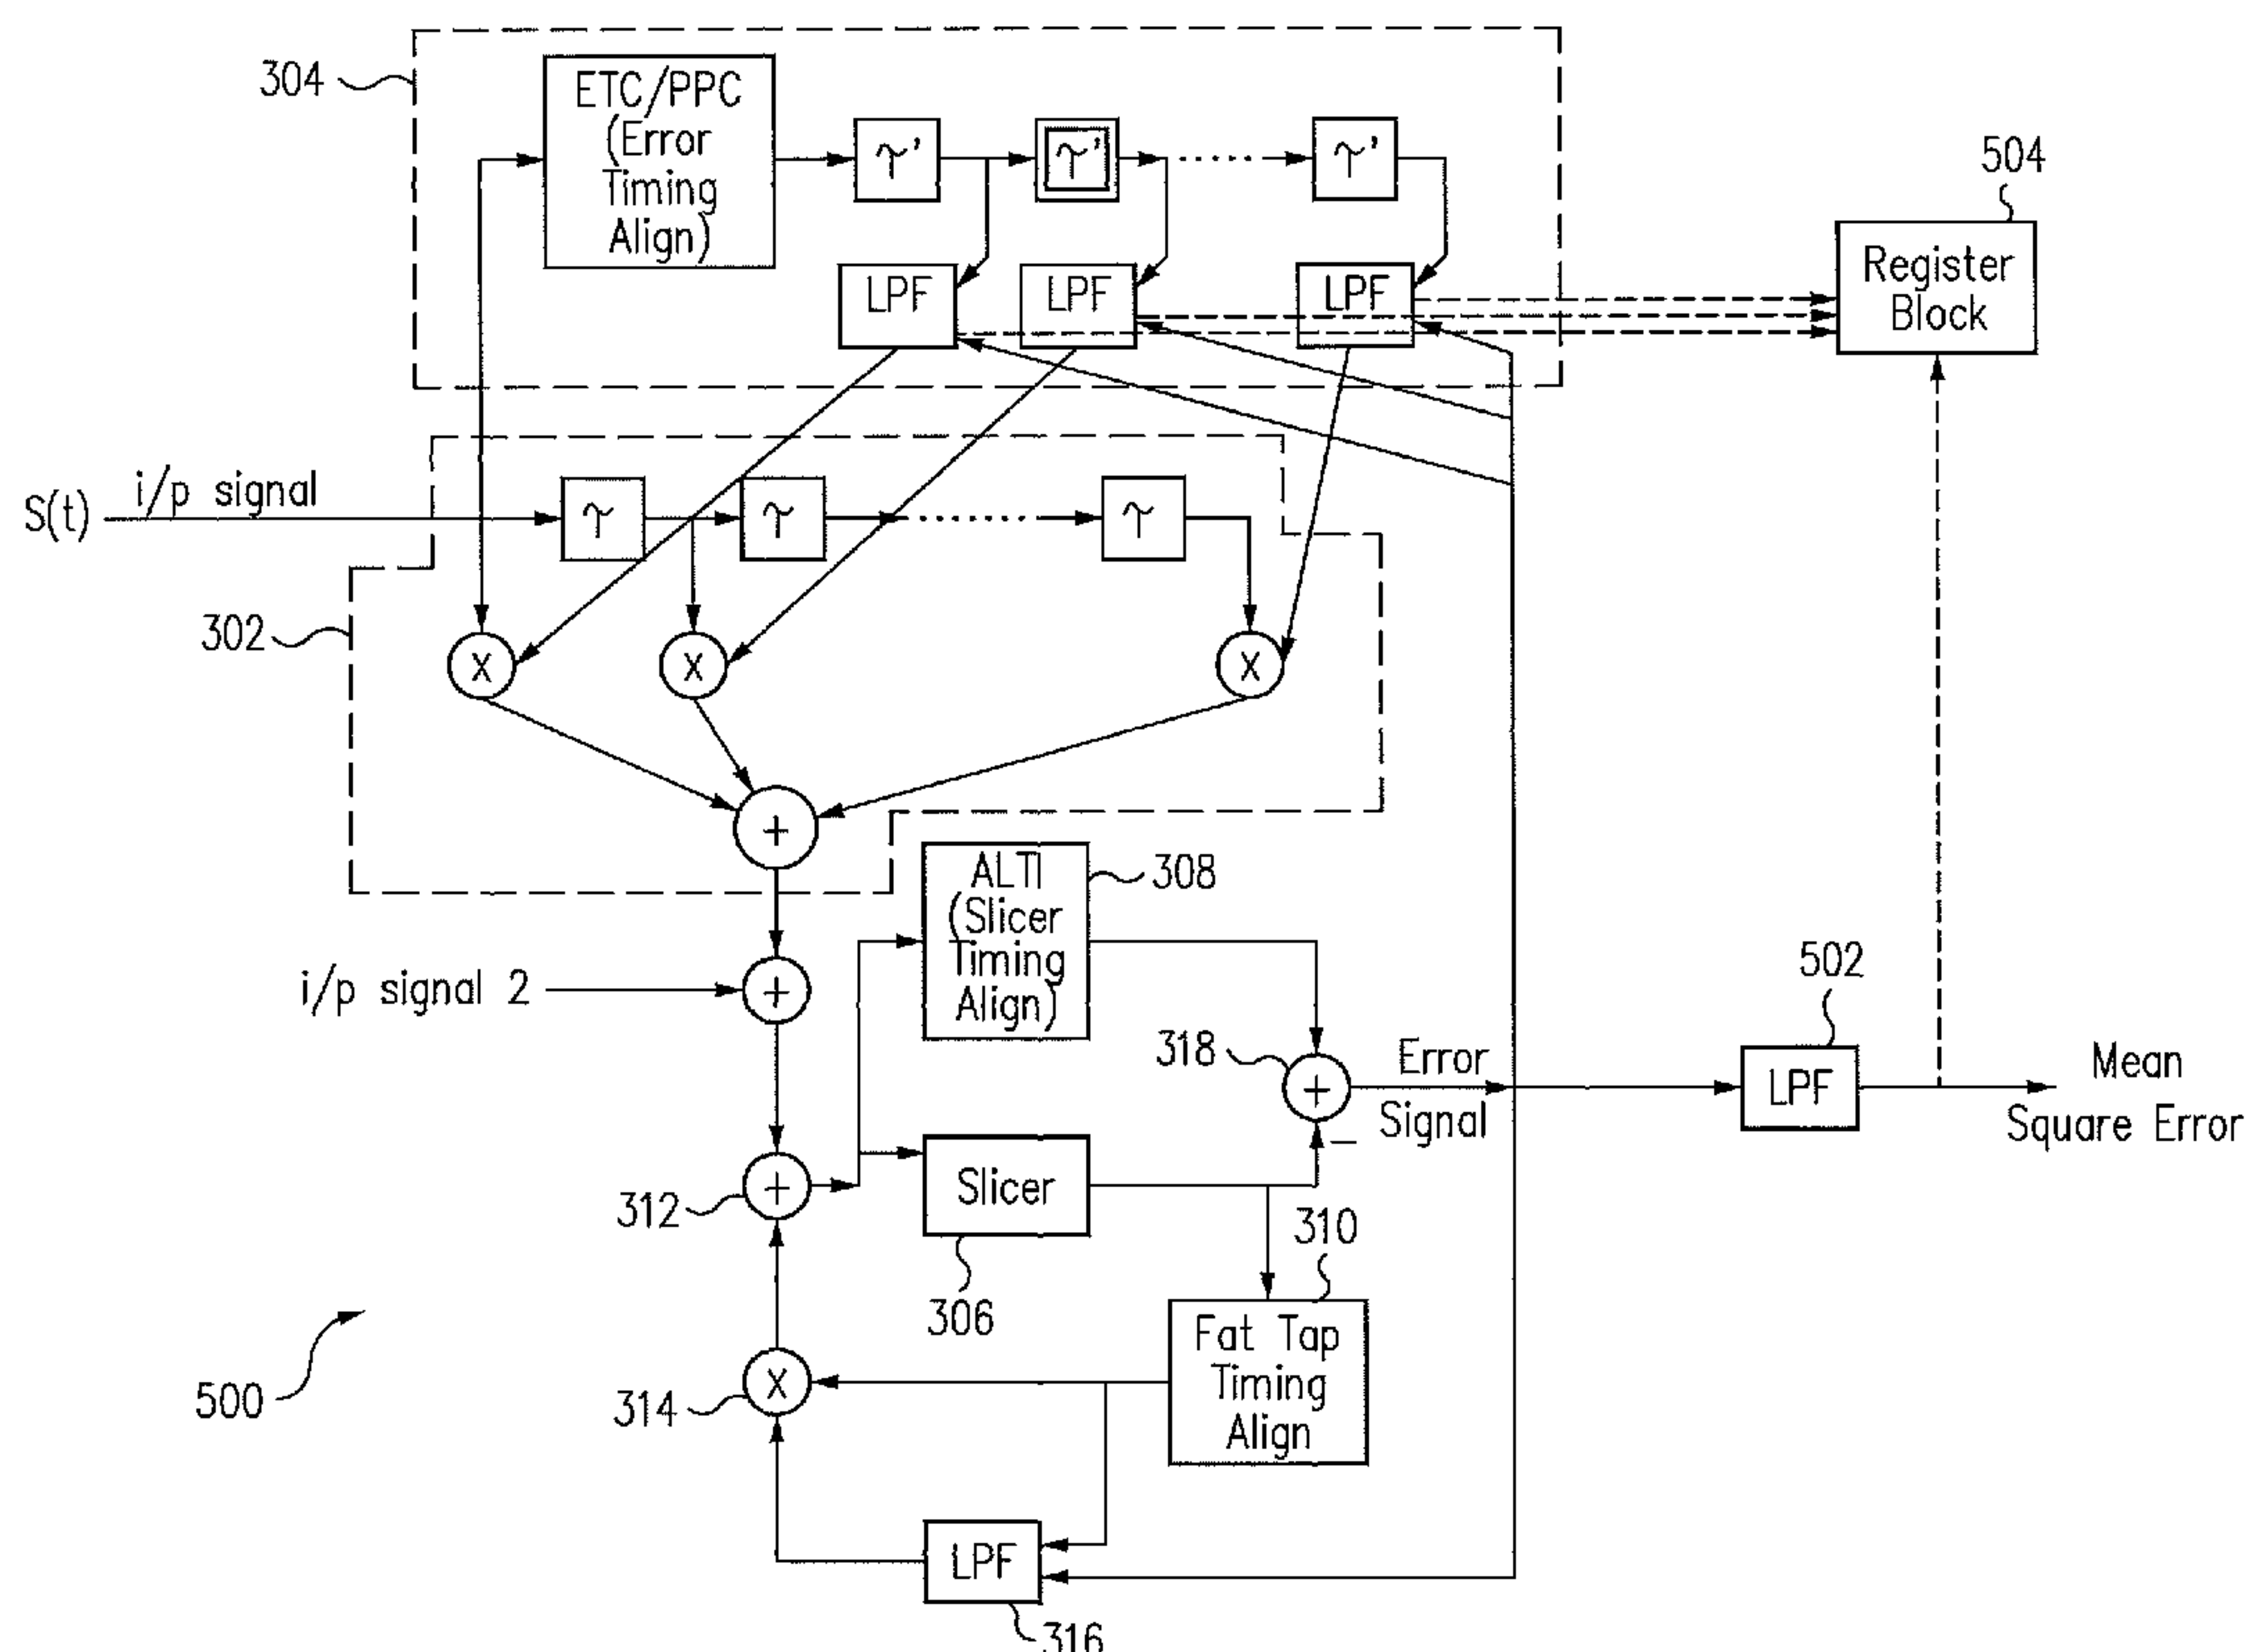 304
ETC/PPC
(Error
Timing
Align)
τ'
τ'
τ'
504
Register
Block
LPF
LPF
LPF
S(t)
i/p signal
τ
τ
τ
302
X
X
X
+
ALTI
(Slicer
Timing
Align)
308
i/p signal 2
+
318
+
−
Error
Signal
502
LPF
Mean
Square Error
312
+
Slicer
306
310
Fat Tap
Timing
Align
500
314
X
LPF
316